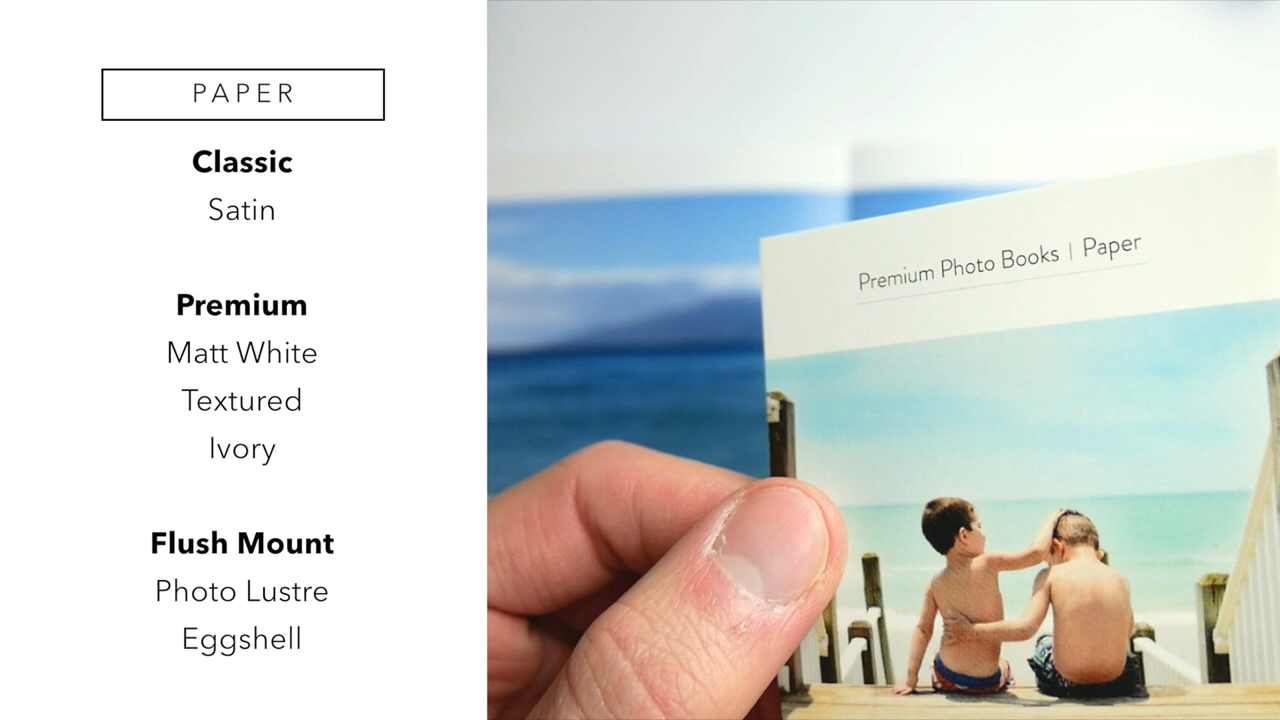 PAPER
Classic
Satin
Premium
Matt White
Textured
Ivory
Flush Mount
Photo Lustre
Eggshell
Premium Photo Books | Paper